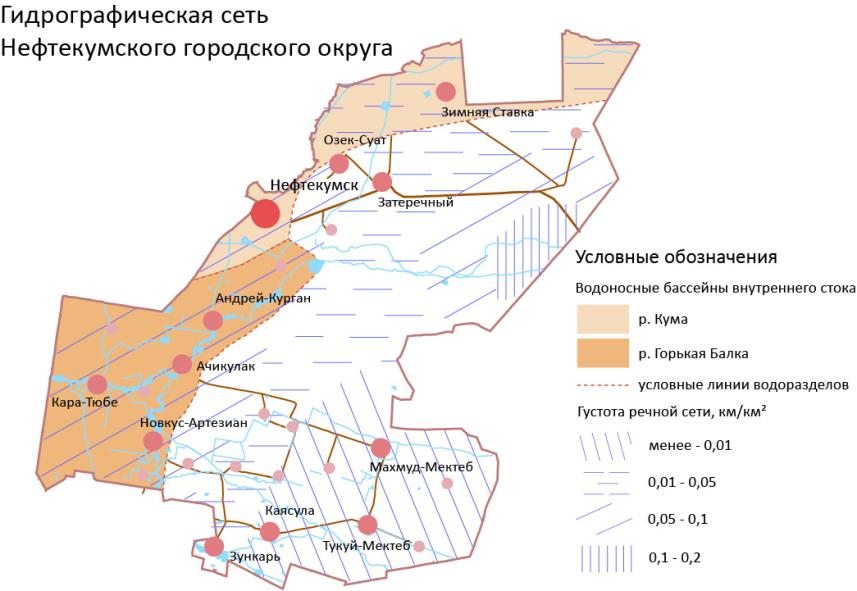 Гидрографическая сеть
Нефтекумского городского округа
Зимняя Ставка
Озек-Суат
Нефтекумск
Затеречный
Андрей-Курган
Ачикулак
Кара-Тюбе
Новкус-Артезиан
Махмуд-Мектеб
Каясула
Тукуй-Мектеб
Зункарь
Условные обозначения
Водоносные бассейны внутреннего стока
р. Кума
р. Горькая Балка
условные линии водоразделов
Густота речной сети, км/км²
менее - 0,01
0,01 - 0,05
0,05 - 0,1
0,1 - 0,2